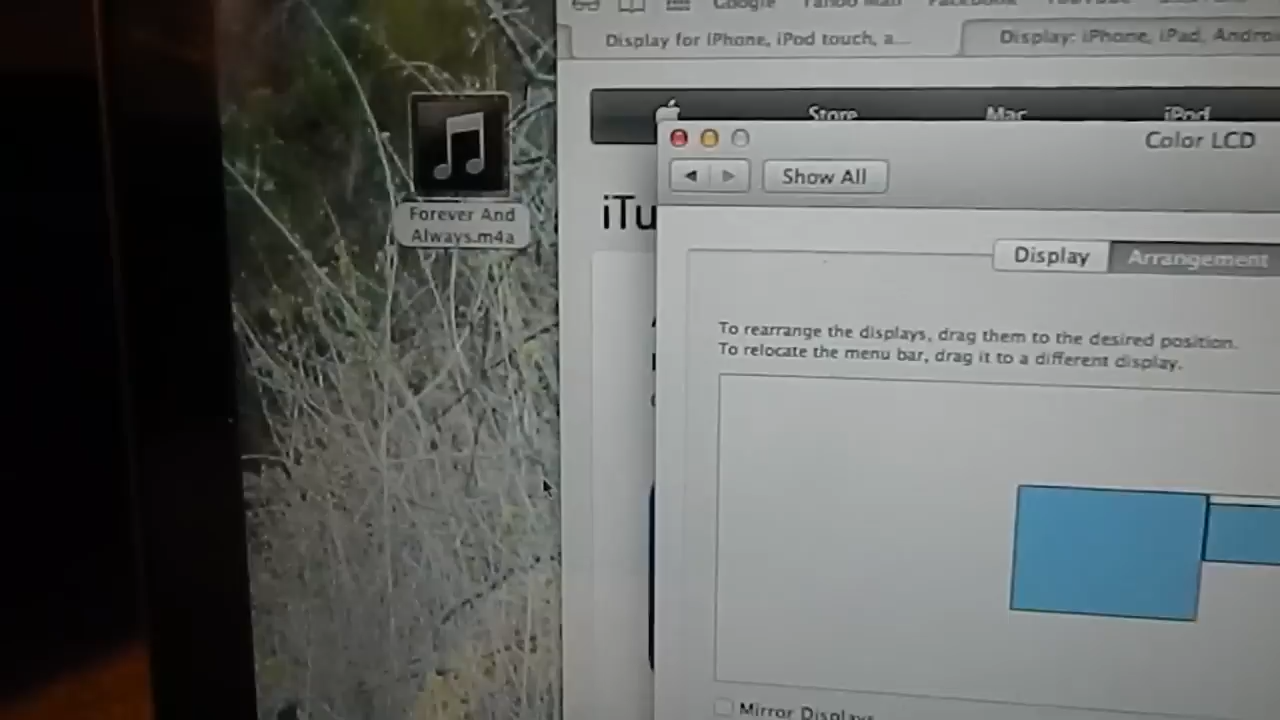 Google Yahoo Mail Facebook YouTube
Display for iPhone, iPod touch, a...
Display: iPhone, iPad, Androi
Store Mac iPod
Color LCD
Show All
iTu
Forever And
Always.m4a
Display Arrangement
To rearrange the displays, drag them to the desired position.
To relocate the menu bar, drag it to a different display.
Mirror Displays